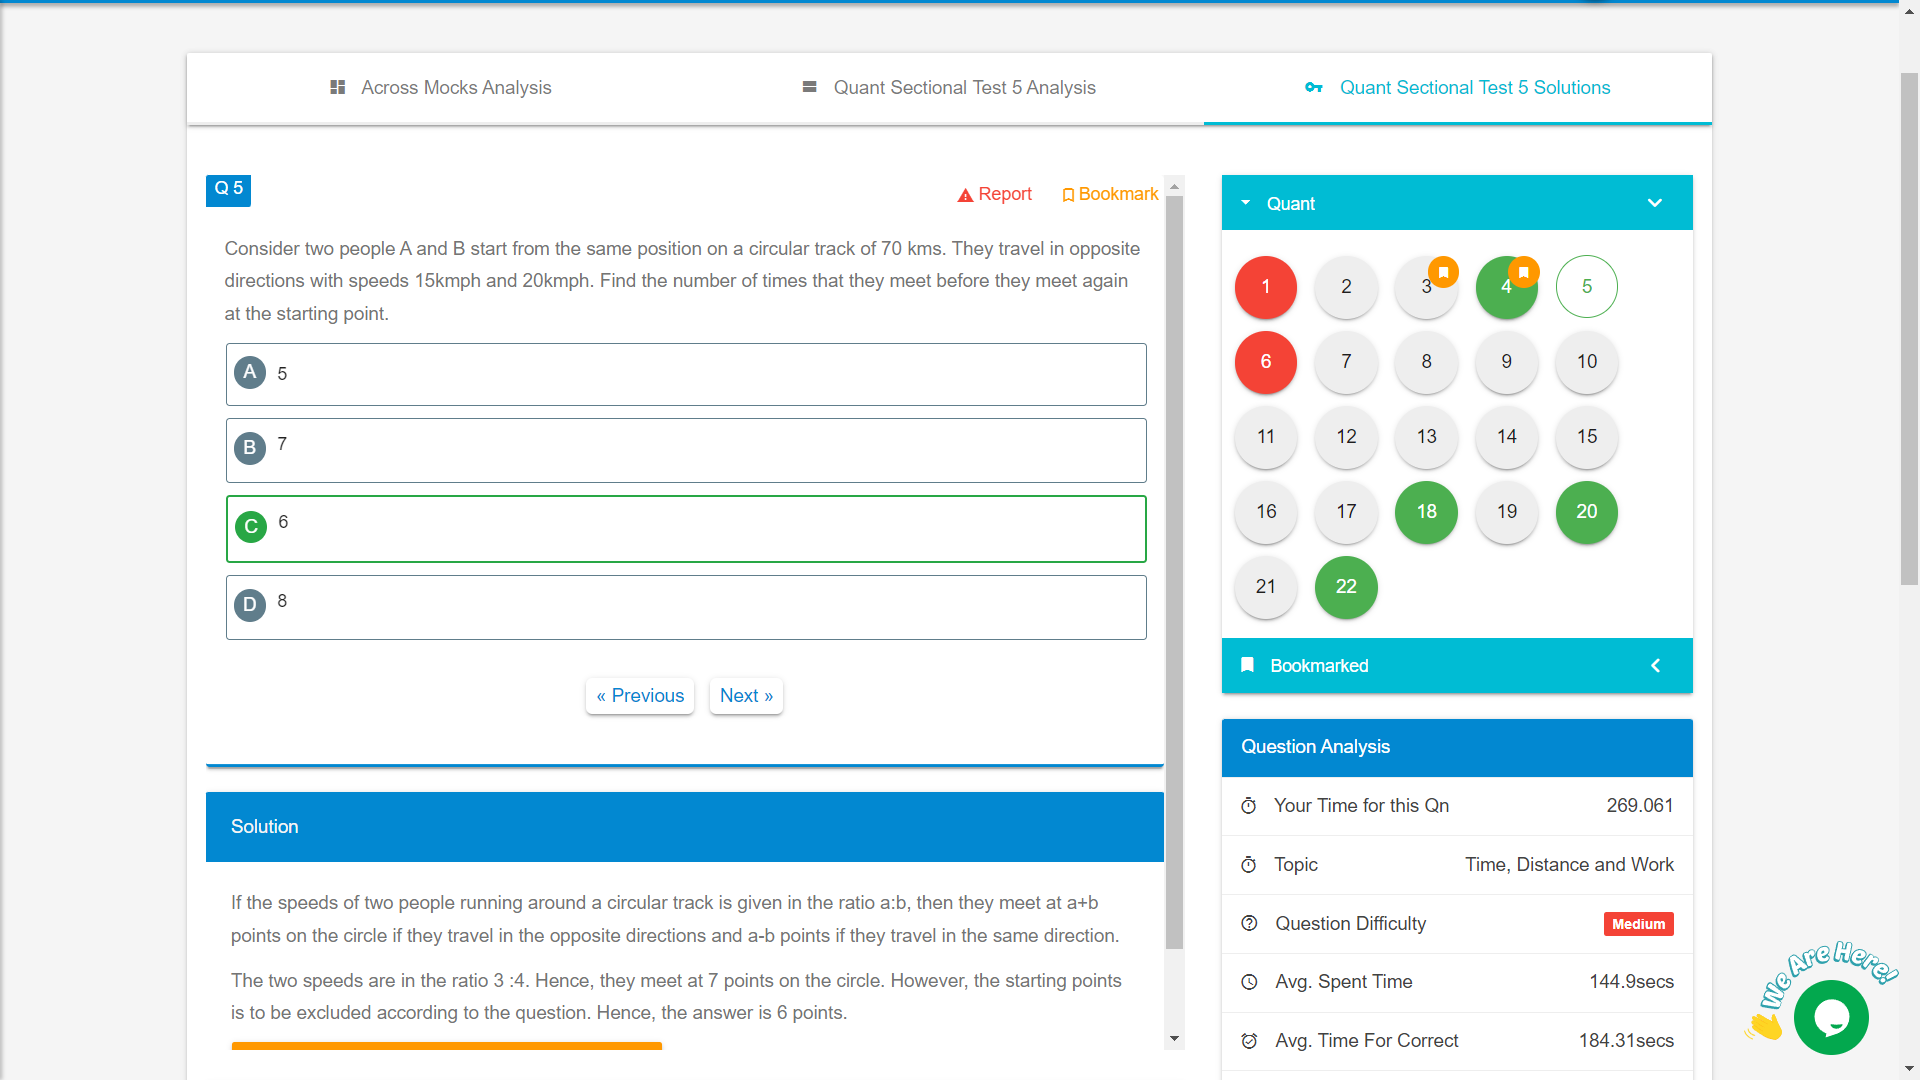 Across Mocks Analysis
Quant Sectional Test 5 Analysis
Quant Sectional Test 5 Solutions
Q 5
Report
Bookmark
Consider two people A and B start from the same position on a circular track of 70 kms. They travel in opposite
directions with speeds 15kmph and 20kmph. Find the number of times that they meet before they meet again
at the starting point.
A 5
B 7
C 6
D 8
« Previous
Next »
Solution
If the speeds of two people running around a circular track is given in the ratio a:b, then they meet at a+b
points on the circle if they travel in the opposite directions and a-b points if they travel in the same direction.
The two speeds are in the ratio 3 :4. Hence, they meet at 7 points on the circle. However, the starting points
is to be excluded according to the question. Hence, the answer is 6 points.
Quant
1 2 3 4 5
6 7 8 9 10
11 12 13 14 15
16 17 18 19 20
21 22
Bookmarked
Question Analysis
Your Time for this Qn 269.061
Topic Time, Distance and Work
Question Difficulty Medium
Avg. Spent Time 144.9secs
Avg. Time For Correct 184.31secs
We Are Here!